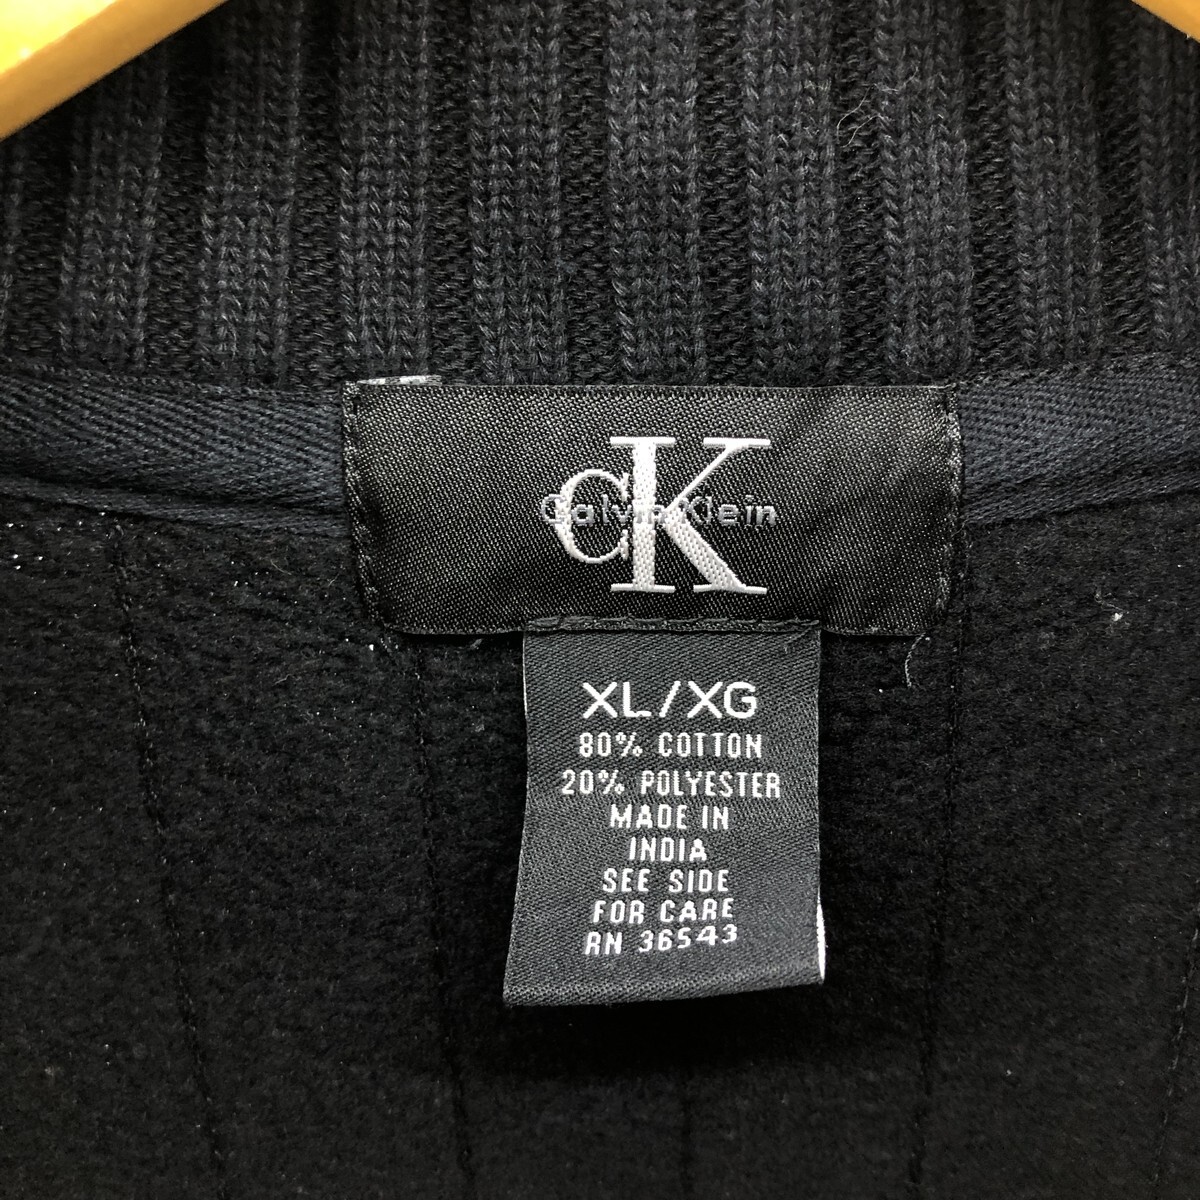 CK
Calvin Klein
XL/XG
80% COTTON
20% POLYESTER
MADE IN
INDIA
SEE SIDE
FOR CARE
RN 36543